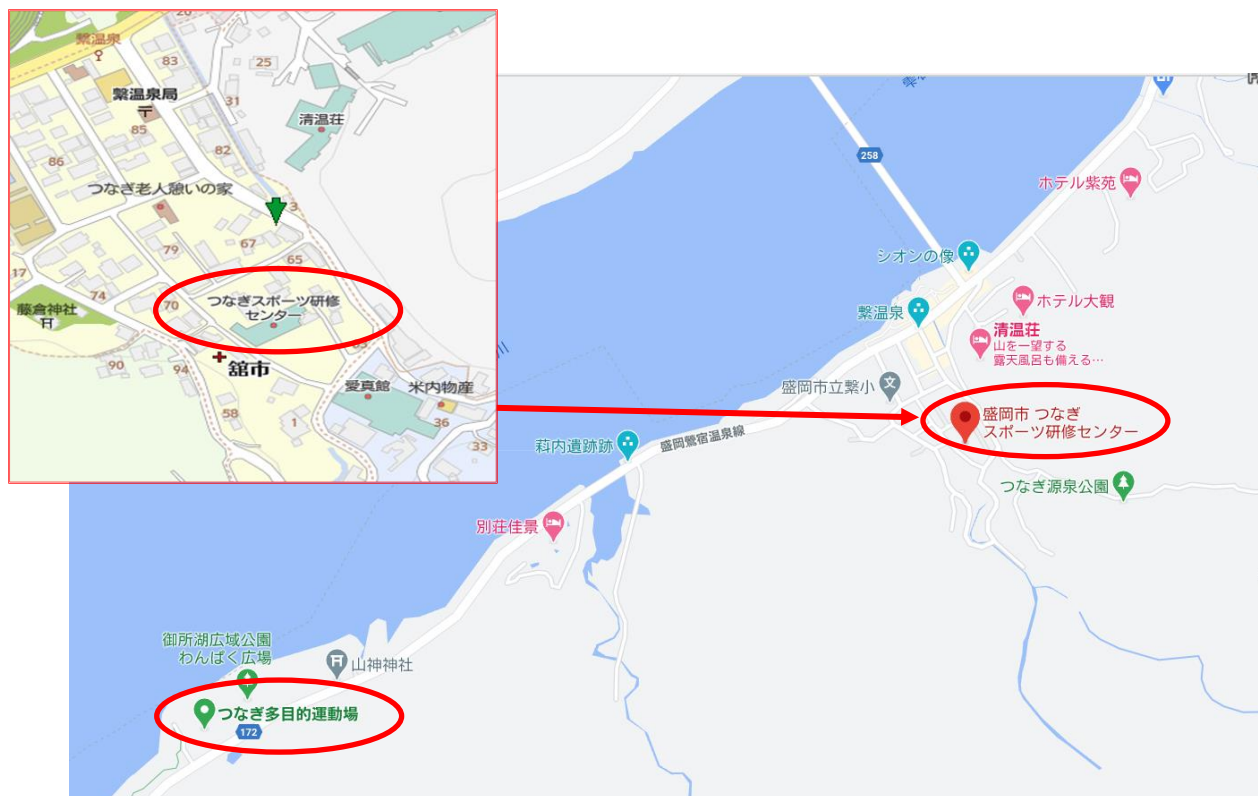 繋温泉
83
25
31
繋温泉局
85
82
清温荘
86
つなぎ老人憩いの家
3
79
67
65
17
74
70
つなぎスポーツ研修
センター
藤倉神社
90
94
舘市
58
1
愛真館
米内物産
36
33
258
ホテル紫苑
シオンの像
ホテル大観
繋温泉
清温荘
山を一望する
露天風呂も備える…
盛岡市立繋小
盛岡市 つなぎ
スポーツ研修センター
盛岡鶯宿温泉線
萪内遺跡跡
つなぎ源泉公園
別荘佳景
御所湖広域公園
わんぱく広場
山神神社
つなぎ多目的運動場
172